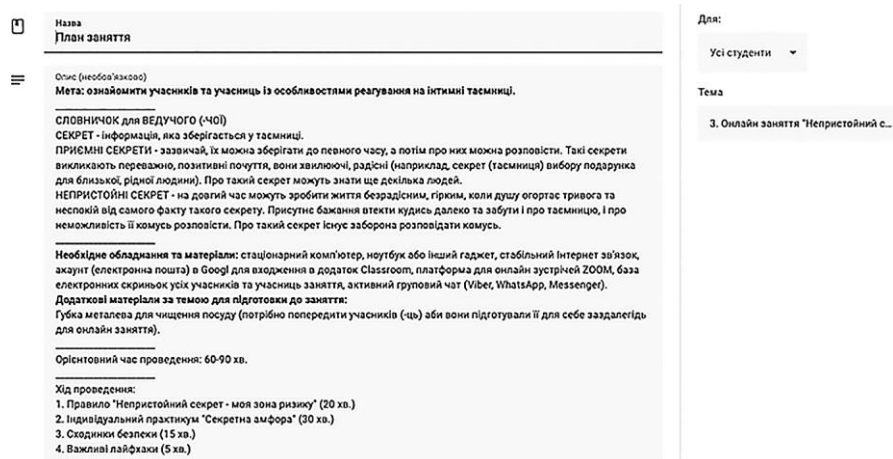 Назва
План заняття
Опис (необов'язково)
Мета: ознайомити учасників та учасниць із особливостями реагування на інтимні таємниці.
СЛОВНИЧОК для ВЕДУЧОГО (-ЧОЇ)
СЕКРЕТ - інформація, яка зберігається у таємниці.
ПРИЄМНІ СЕКРЕТИ - зазвичай, їх можна зберігати до певного часу, а потім про них можна розповісти. Такі секрети
викликають переважно, позитивні почуття, вони хвилюючі, радісні (наприклад, секрет (таємниця) вибору подарунка
для близької, рідної людини). Про такий секрет можуть знати ще декілька людей.
НЕПРИСТОЙНІ СЕКРЕТ - на довгий час можуть зробити життя безрадісним, гірким, коли душу огортає тривога та
неспокій від самого факту такого секрету. Присутнє бажання втекти кудись далеко та забути і про таємницю, і про
неможливість її комусь розповісти. Про такий секрет існує заборона розповідати комусь.
Необхідне обладнання та матеріали: стаціонарний комп'ютер, ноутбук або інший гаджет, стабільний Інтернет зв'язок,
акаунт (електронна пошта) в Googl для входження в додаток Classroom, платформа для онлайн зустрічей ZOOM, база
електронних скриньок усіх учасників та учасниць заняття, активний груповий чат (Viber, WhatsApp, Messenger).
Додаткові матеріали за темою для підготовки до заняття:
Губка металева для чищення посуду (потрібно попередити учасників (-ць) аби вони підготували її для себе заздалегідь
для онлайн заняття).
Орієнтовний час проведення: 60-90 хв.
Хід проведення:
1. Правило "Непристойний секрет - моя зона ризику" (20 хв.)
2. Індивідуальний практикум "Секретна амфора" (30 хв.)
3. Сходинки безпеки (15 хв.)
4. Важливі лайфхаки (5 хв.)
Для:
Усі студенти
Тема
3. Онлайн заняття "Непристойний с...